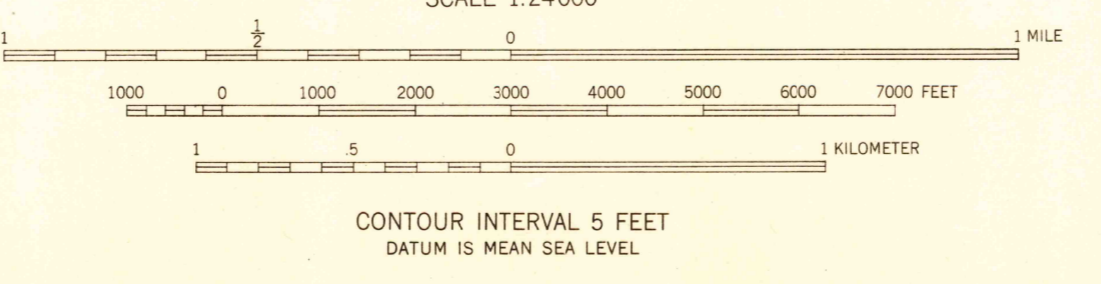 SCALE 1:24000
1 1/2 0 1 MILE
1000 0 1000 2000 3000 4000 5000 6000 7000 FEET
1 .5 0 1 KILOMETER
CONTOUR INTERVAL 5 FEET
DATUM IS MEAN SEA LEVEL